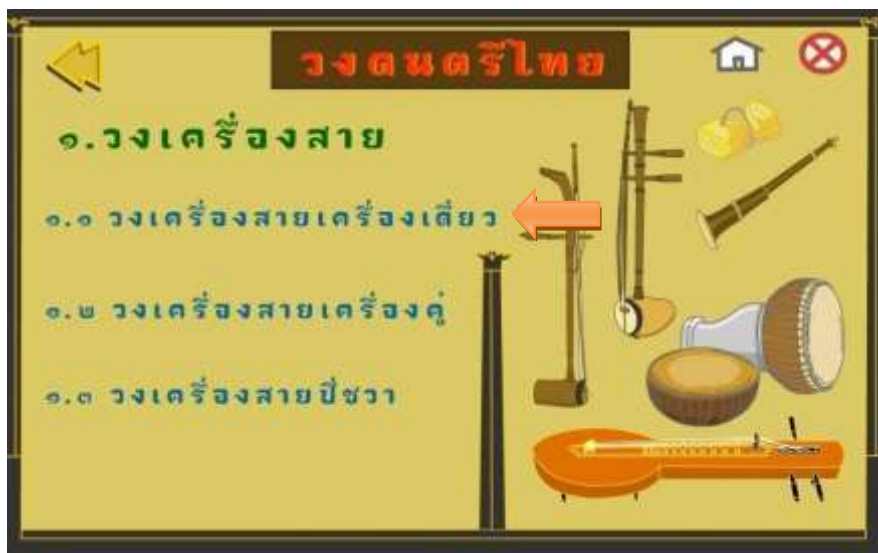 วงดนตรีไทย
๑.วงเครื่องสาย
๑.๑ วงเครื่องสายเครื่องเดี่ยว
๑.๒ วงเครื่องสายเครื่องคู่
๑.๓ วงเครื่องสายปี่ชวา